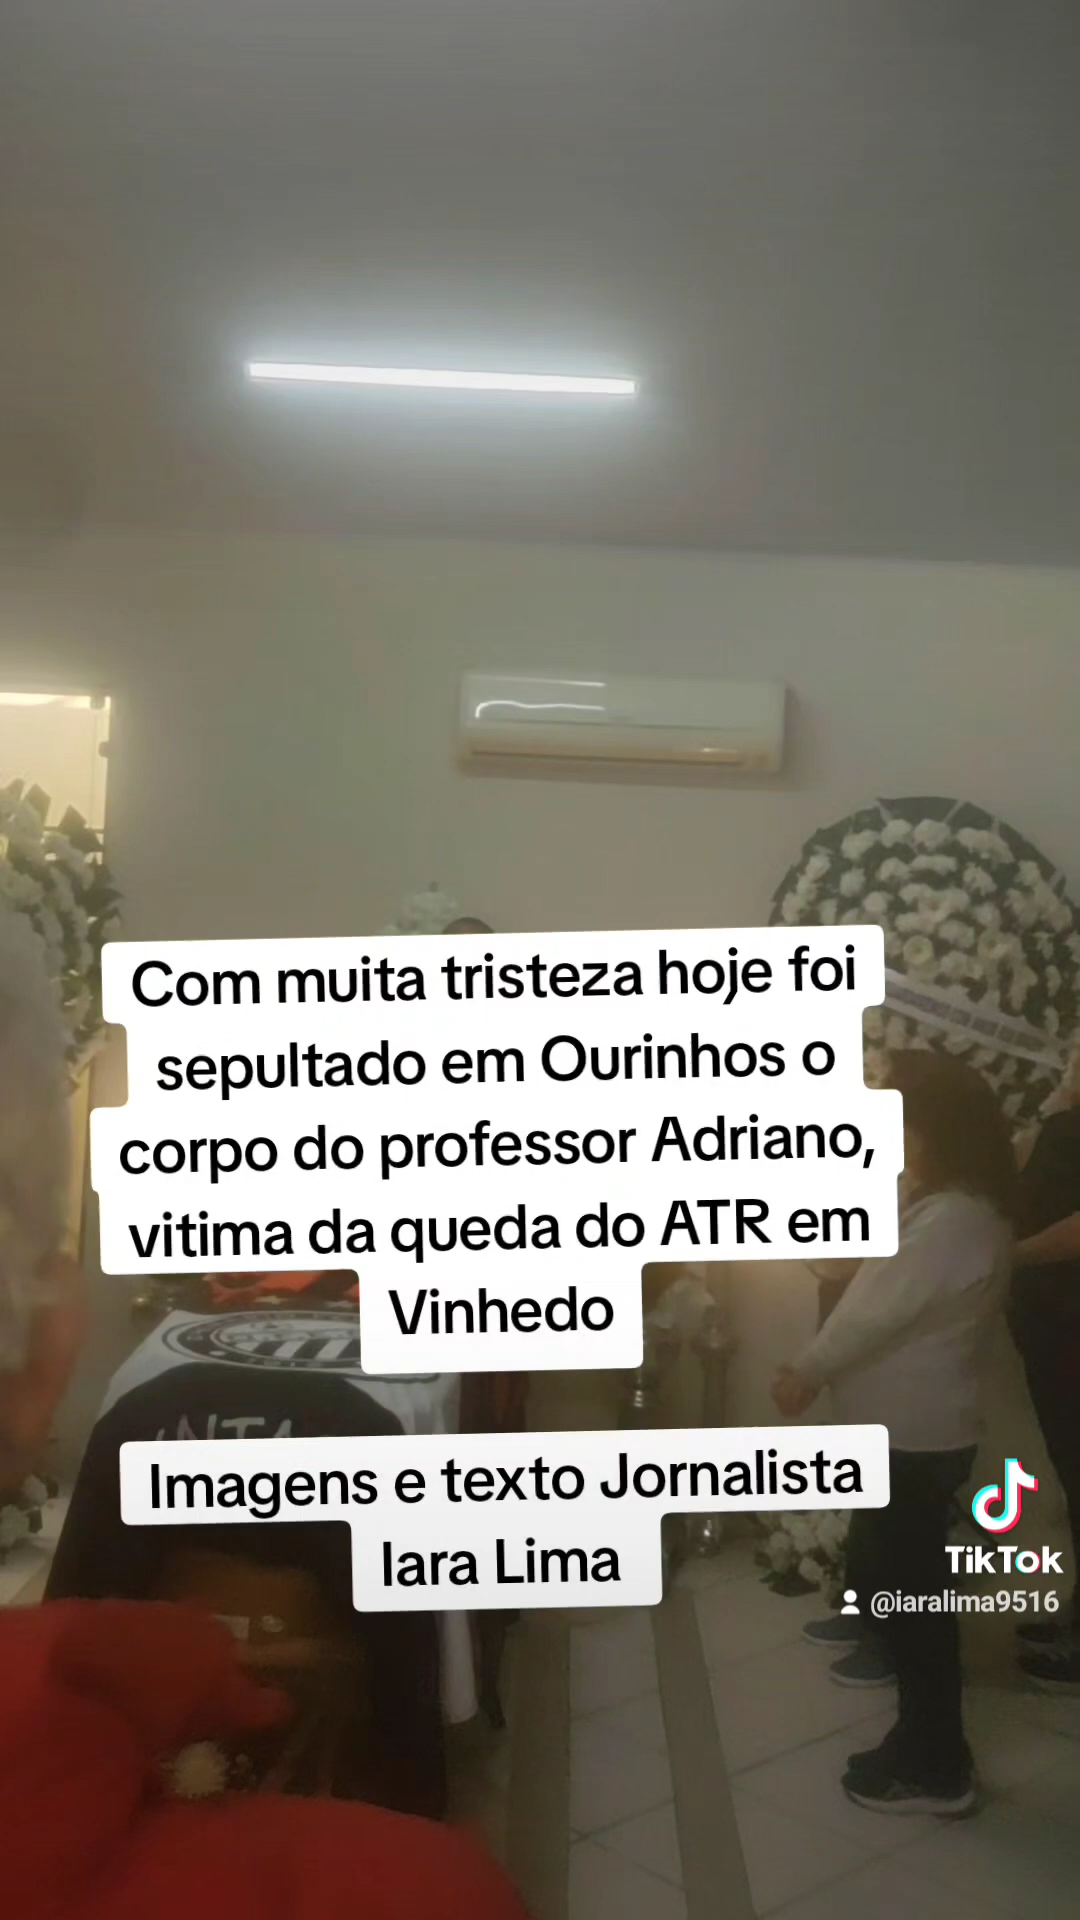 Com muita tristeza hoje foi
sepultado em Ourinhos o
corpo do professor Adriano,
vitima da queda do ATR em
Vinhedo
Imagens e texto Jornalista
Iara Lima
TikTok
@iaralima9516